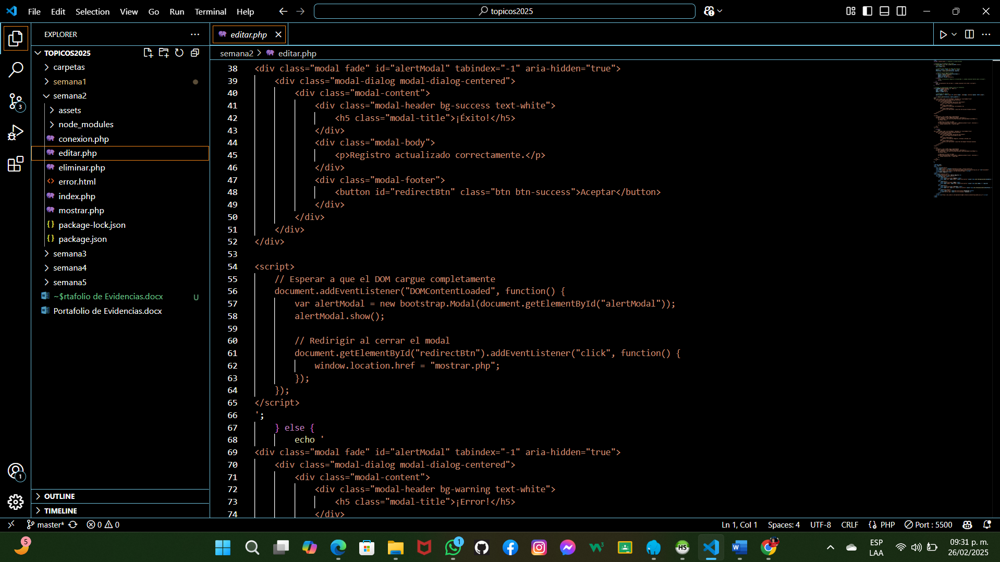 File Edit Selection View Go Run Terminal Help
topicos2025
EXPLORER
TOPICOS2025
carpetas
semana1
semana2
assets
node_modules
conexion.php
editar.php
eliminar.php
error.html
index.php
mostrar.php
package-lock.json
package.json
semana3
semana4
semana5
~$rtafolio de Evidencias.docx U
Portafolio de Evidencias.docx
OUTLINE
TIMELINE
3
1
editar.php
semana2 > editar.php
38 <div class="modal fade" id="alertModal" tabindex="-1" aria-hidden="true">
39 <div class="modal-dialog modal-dialog-centered">
40 <div class="modal-content">
41 <div class="modal-header bg-success text-white">
42 <h5 class="modal-title">¡Éxito!</h5>
43 </div>
44 <div class="modal-body">
45 <p>Registro actualizado correctamente.</p>
46 </div>
47 <div class="modal-footer">
48 <button id="redirectBtn" class="btn btn-success">Aceptar</button>
49 </div>
50 </div>
51 </div>
52 </div>
53
54 <script>
55 // Esperar a que el DOM cargue completamente
56 document.addEventListener("DOMContentLoaded", function() {
57 var alertModal = new bootstrap.Modal(document.getElementById("alertModal"));
58 alertModal.show();
59
60 // Redirigir al cerrar el modal
61 document.getElementById("redirectBtn").addEventListener("click", function() {
62 window.location.href = "mostrar.php";
63 });
64 });
65 </script>
66 ';
67 } else {
68 echo '
69 <div class="modal fade" id="alertModal" tabindex="-1" aria-hidden="true">
70 <div class="modal-dialog modal-dialog-centered">
71 <div class="modal-content">
72 <div class="modal-header bg-warning text-white">
73 <h5 class="modal-title">¡Error!</h5>
74 </div>
master* 0 0 Ln 1, Col 1 Spaces: 4 UTF-8 CRLF {} PHP Port : 5500
5
1
HS
W
ESP
LAA
09:31 p. m.
26/02/2025